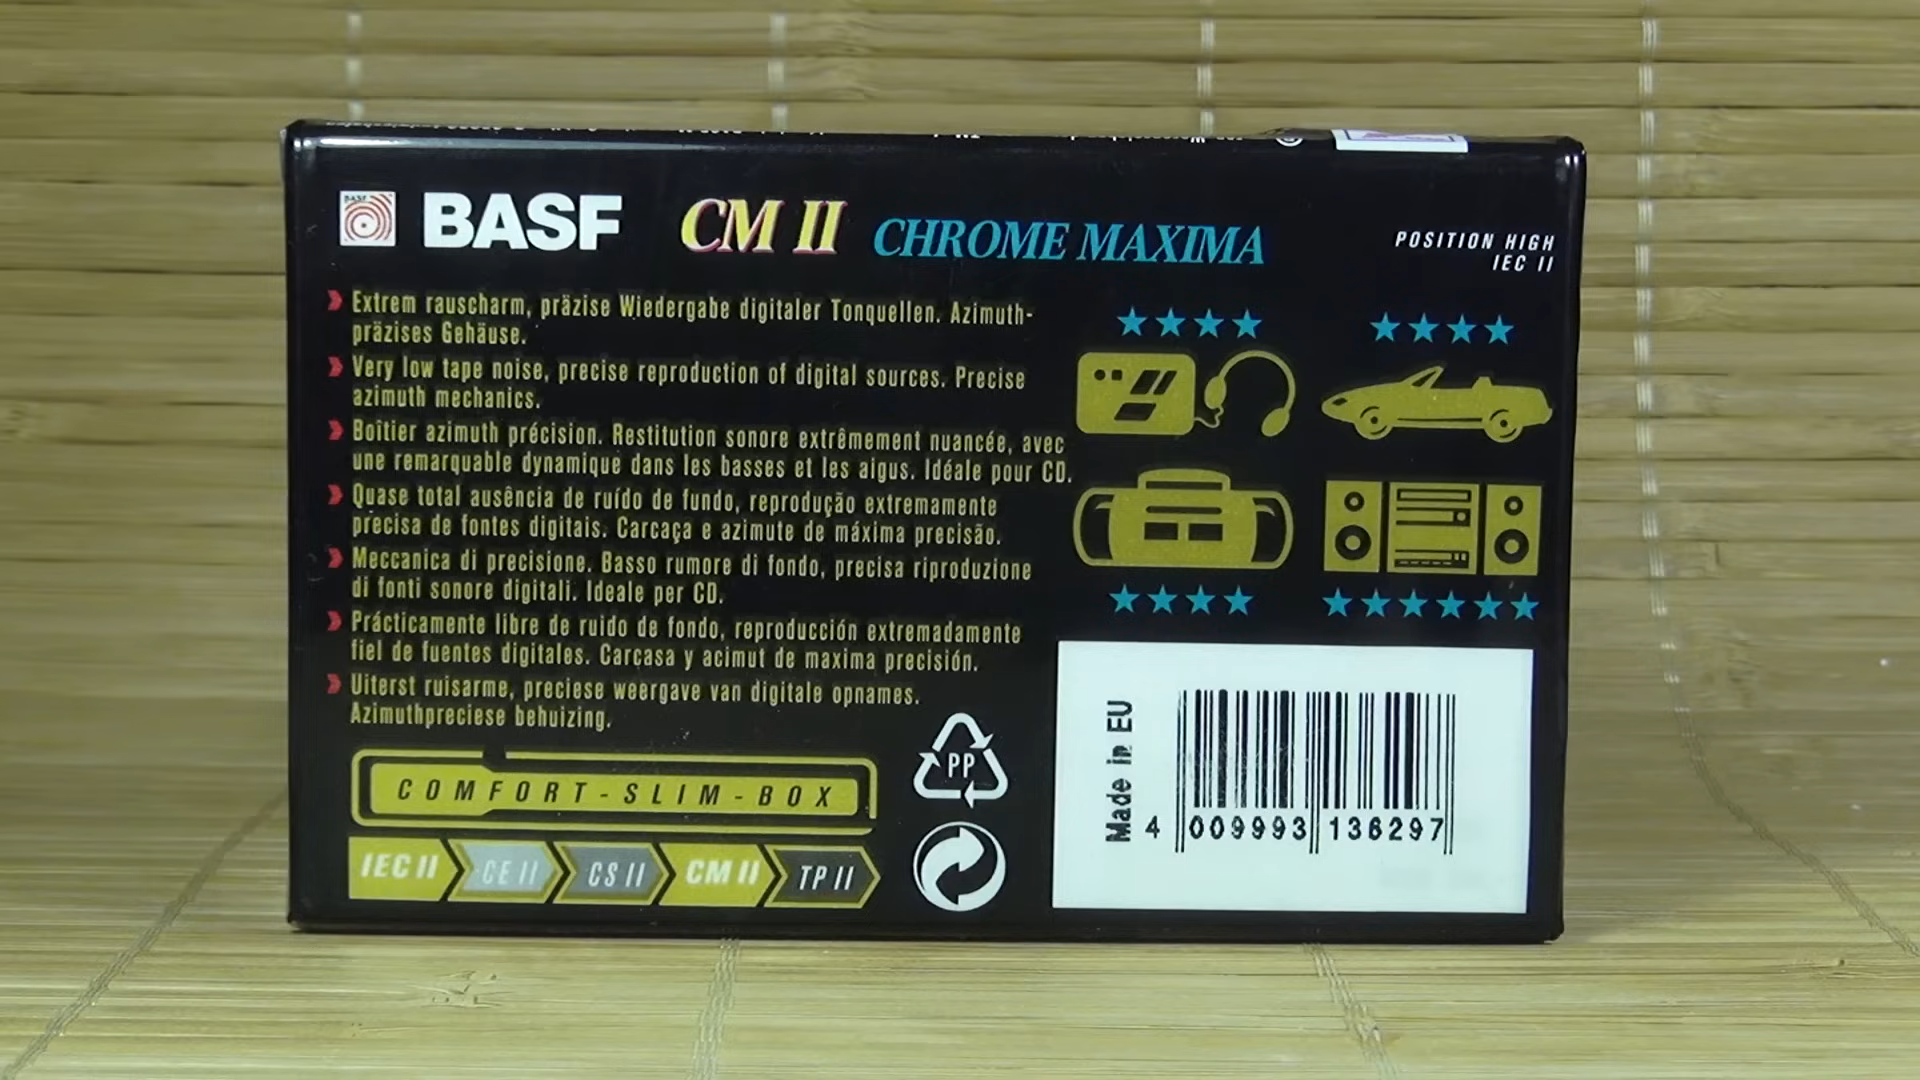 BASF CM II CHROME MAXIMA
POSITION HIGH
IEC II
Extrem rauscharm, präzise Wiedergabe digitaler Tonquellen. Azimuth-
präzises Gehäuse.
Very low tape noise, precise reproduction of digital sources. Precise
azimuth mechanics.
Boîtier azimuth précision. Restitution sonore extrêmement nuancée, avec
une remarquable dynamique dans les basses et les aigus. Idéale pour CD.
Quase total ausência de ruído de fundo, reprodução extremamente
precisa de fontes digitais. Carcaça e azimute de máxima precisão.
Meccanica di precisione. Basso rumore di fondo, precisa riproduzione
di fonti sonore digitali. Ideale per CD.
Prácticamente libre de ruido de fondo, reproducción extremadamente
fiel de fuentes digitales. Carcasa y acimut de maxima precisión.
Uiterst ruisarme, preciese weergave van digitale opnames.
Azimuthpreciese behuizing.
COMFORT-SLIM-BOX
IEC II CE II CS II CM II TP II
PP
Made in EU
4 009993 136297